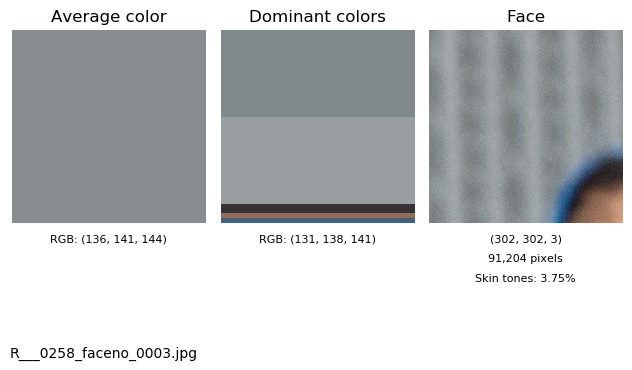 Average color
Dominant colors
Face
RGB: (136, 141, 144)
RGB: (131, 138, 141)
(302, 302, 3)
91,204 pixels
Skin tones: 3.75%
R___0258_faceno_0003.jpg